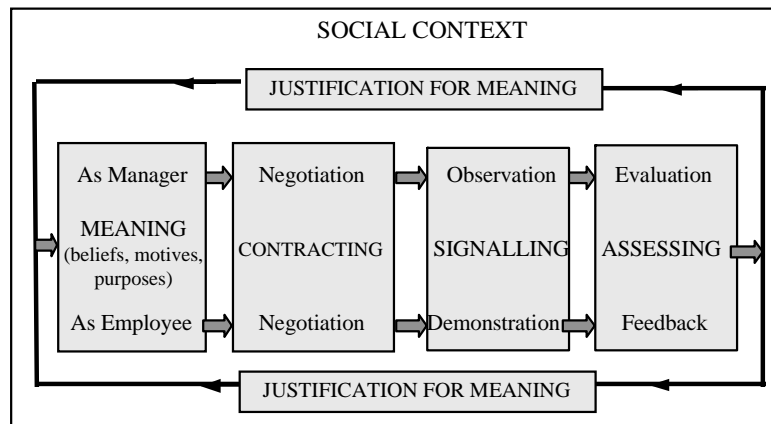 SOCIAL CONTEXT
JUSTIFICATION FOR MEANING
As Manager
MEANING
(beliefs, motives,
purposes)
As Employee
Negotiation
CONTRACTING
Negotiation
Observation
SIGNALLING
Demonstration
Evaluation
ASSESSING
Feedback
JUSTIFICATION FOR MEANING